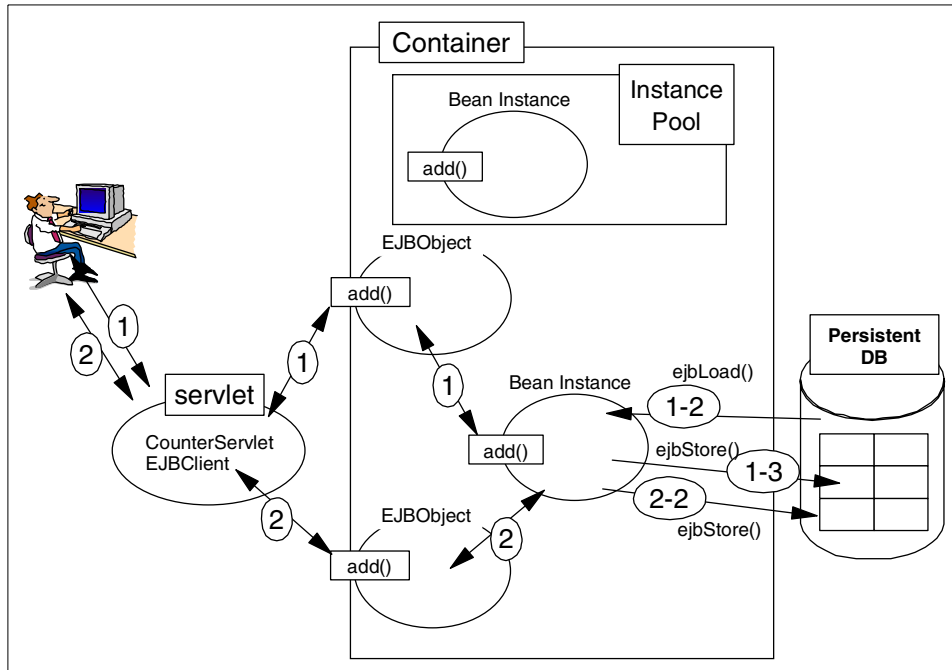 Container
Instance
Pool
Bean Instance
add()
EJBObject
add()
1
2
1
1
servlet
CounterServlet
EJBClient
Bean Instance
add()
ejbLoad()
1-2
ejbStore()
1-3
2-2
ejbStore()
Persistent
DB
2
EJBObject
2
add()